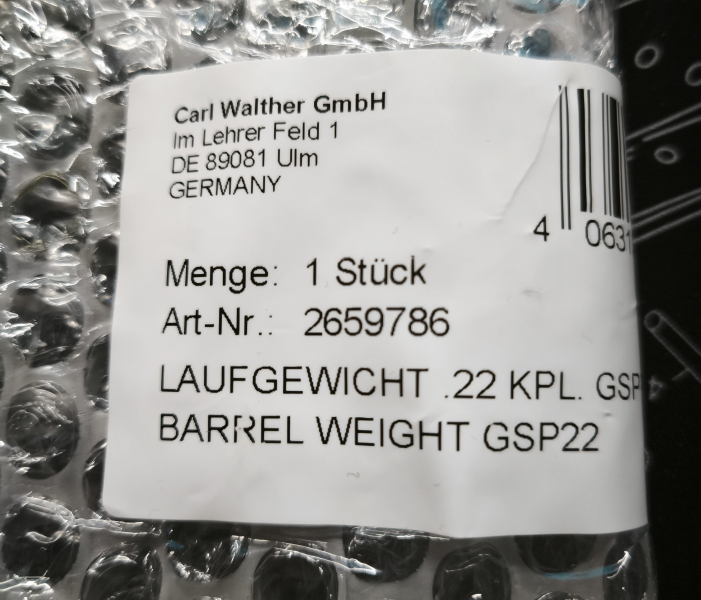 Carl Walther GmbH
Im Lehrer Feld 1
DE 89081 Ulm
GERMANY
4 0631
Menge: 1 Stück
Art-Nr.: 2659786
LAUFGEWICHT .22 KPL. GSP
BARREL WEIGHT GSP22